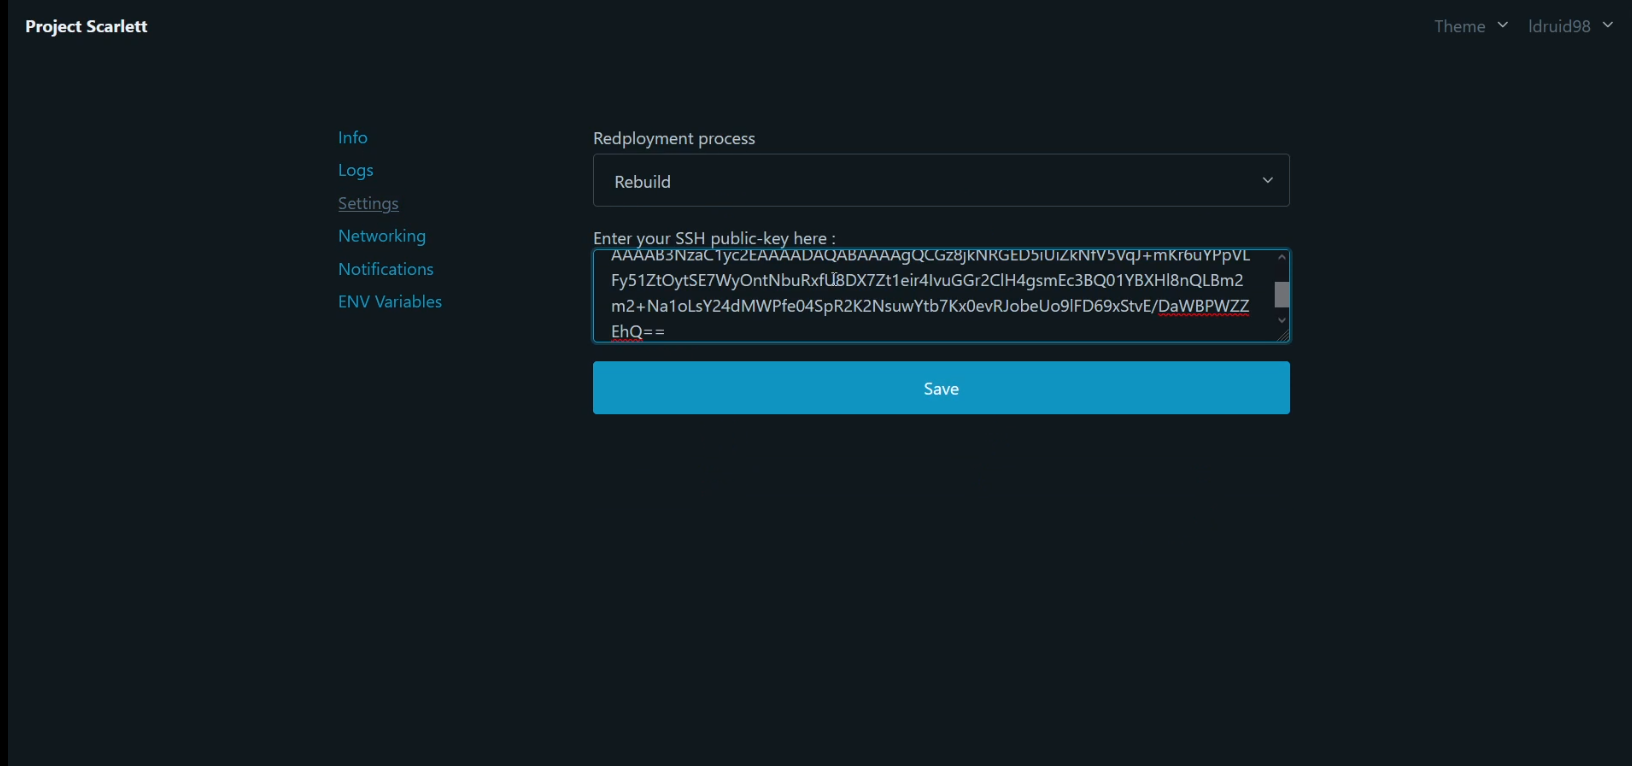 Project Scarlett
Theme
ldruid98
Info
Logs
Settings
Networking
Notifications
ENV Variables
Redployment process
Rebuild
Enter your SSH public-key here :
AAAAB3NzaC1yc2EAAAADAQABAAAAgQCGz8jkNRGED5iUiZkNfV5VqJ+mKr6uYPpVL
Fy51ZtOytSE7WyOntNbuRxfU8DX7Zt1eir4IvuGGr2ClH4gsmEc3BQ01YBXHl8nQLBm2
m2+Na1oLsY24dMWPfe04SpR2K2NsuwYtb7Kx0evRJobeUo9lFD69xStvE/DaWBPWZZ
EhQ==
Save